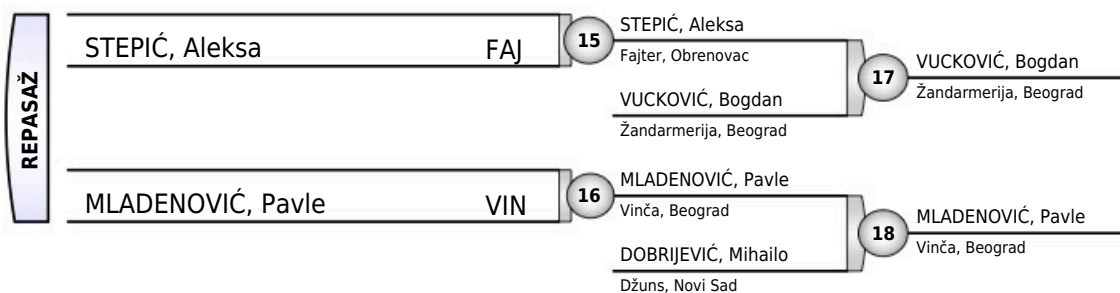 REPASAŽ
STEPIĆ, Aleksa FAJ
15
STEPIĆ, Aleksa
Fajter, Obrenovac
VUCKOVIĆ, Bogdan
Žandarmerija, Beograd
17
VUCKOVIĆ, Bogdan
Žandarmerija, Beograd
MLADENOVIĆ, Pavle VIN
16
MLADENOVIĆ, Pavle
Vinča, Beograd
DOBRIJEVIĆ, Mihailo
Džuns, Novi Sad
18
MLADENOVIĆ, Pavle
Vinča, Beograd